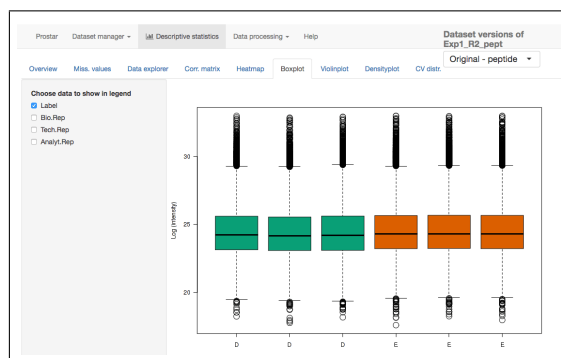 Prostar Dataset manager Descriptive statistics Data processing Help
Dataset versions of
Exp1_R2_pept
Original - peptide
Overview Miss. values Data explorer Corr. matrix Heatmap Boxplot Violinplot Densityplot CV distr.
Choose data to show in legend
Label
Bio.Rep
Tech.Rep
Analyt.Rep
Log (intensity)
30
25
20
D D D E E E